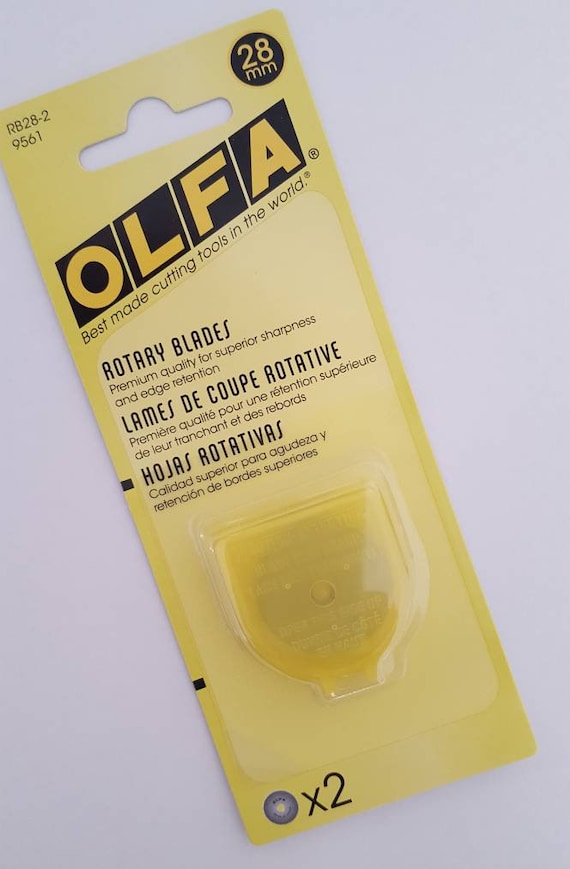 RB28-2
9561
28
mm
OLFA®
Best made cutting tools in the world.®
ROTARY BLADES
Premium quality for superior sharpness
and edge retention
LAMES DE COUPE ROTATIVE
Première qualité pour une rétention supérieure
de leur tranchant et des rebords
HOJAS ROTATIVAS
Calidad superior para agudeza y
retención de bordes superiores
x2